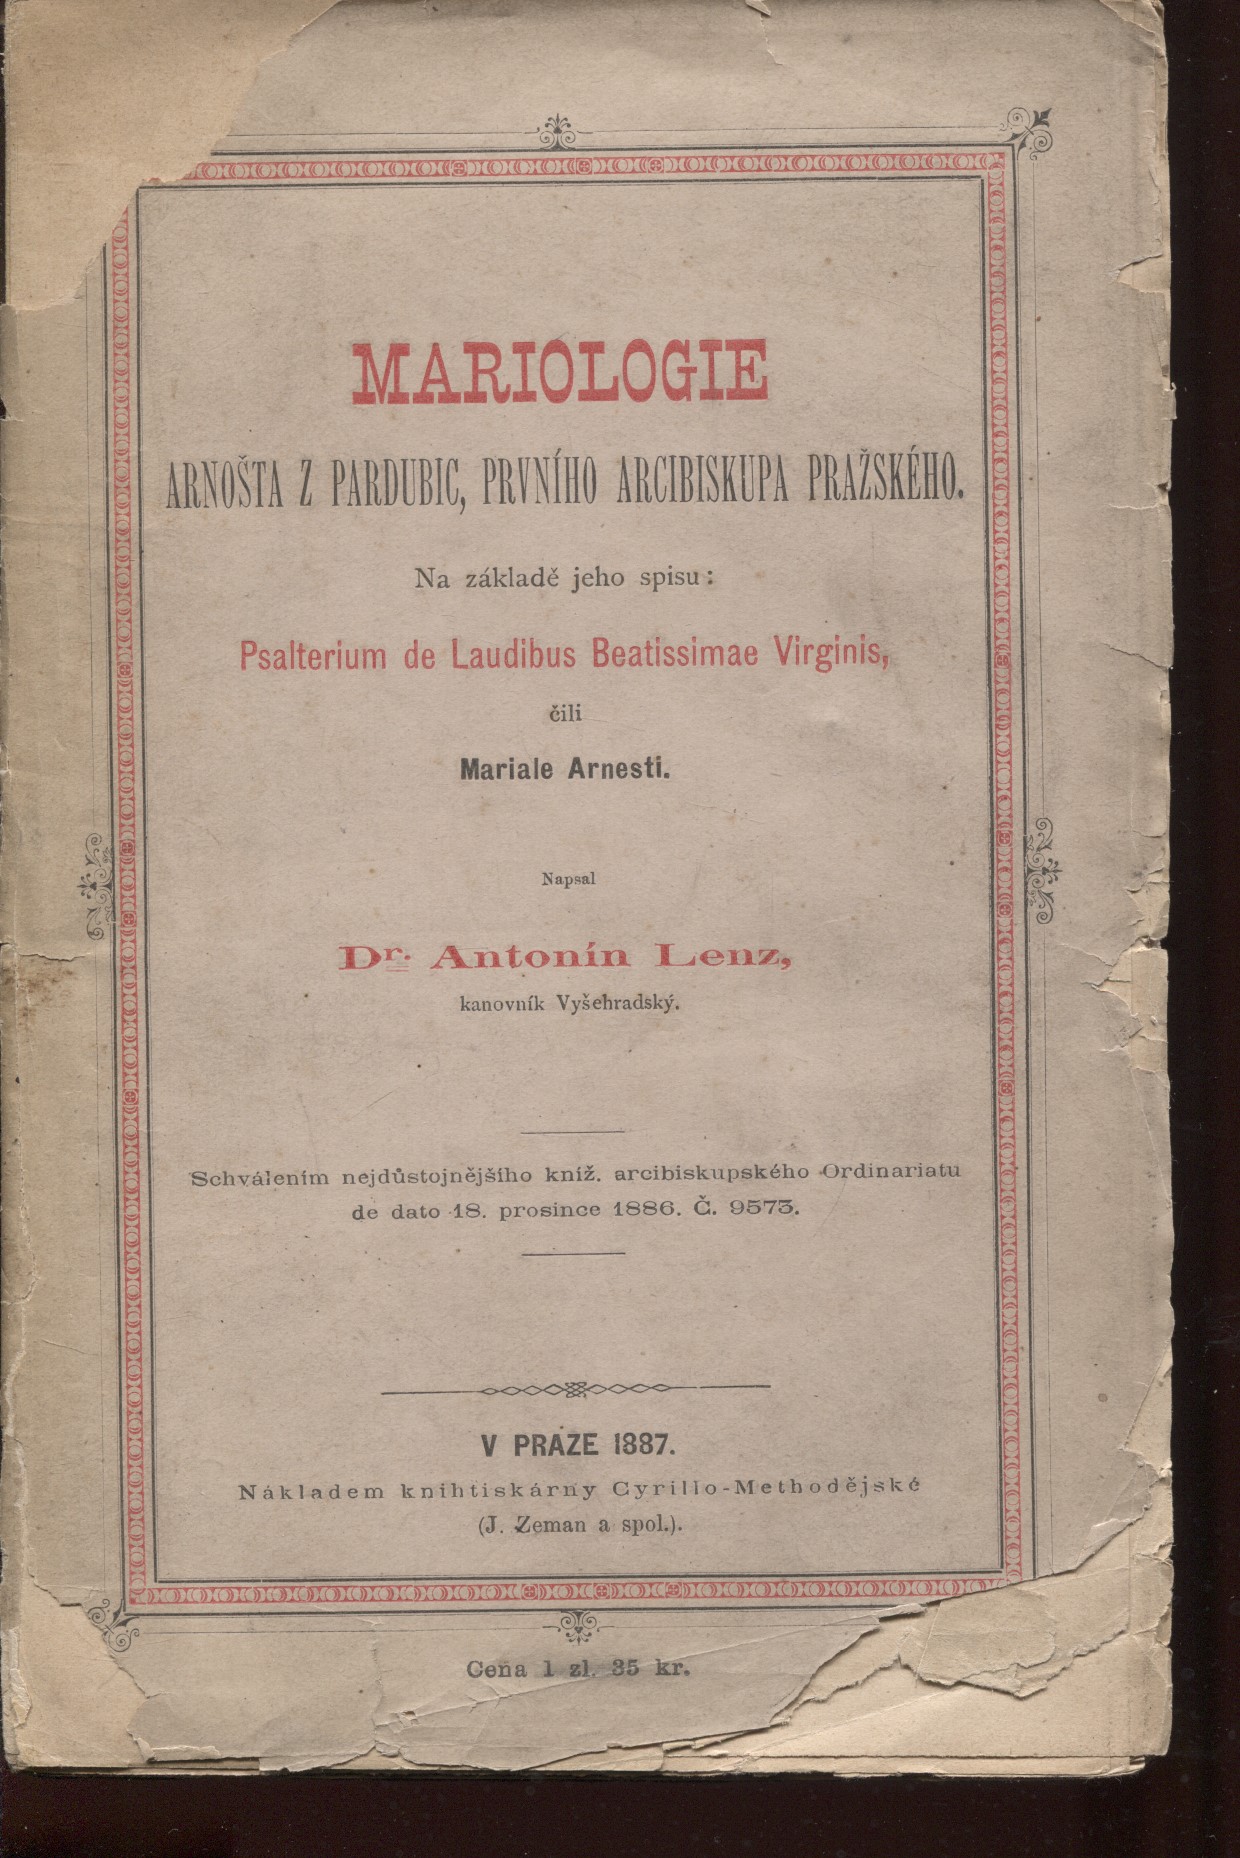 MARIOLOGIE
ARNOŠTA Z PARDUBIC, PRVNÍHO ARCIBISKUPA PRAŽSKÉHO.
Na základě jeho spisu:
Psalterium de Laudibus Beatissimae Virginis,
čili
Mariale Arnesti.
Napsal
Dr. Antonín Lenz,
kanovník Vyšehradský.
Schválením nejdůstojnějšího kníž. arcibiskupského Ordinariatu
de dato 18. prosince 1886. Č. 9573.
V PRAZE 1887.
Nákladem knihtiskárny Cyrillo-Methodějské
(J. Zeman a spol.).
Cena 1 zl. 35 kr.